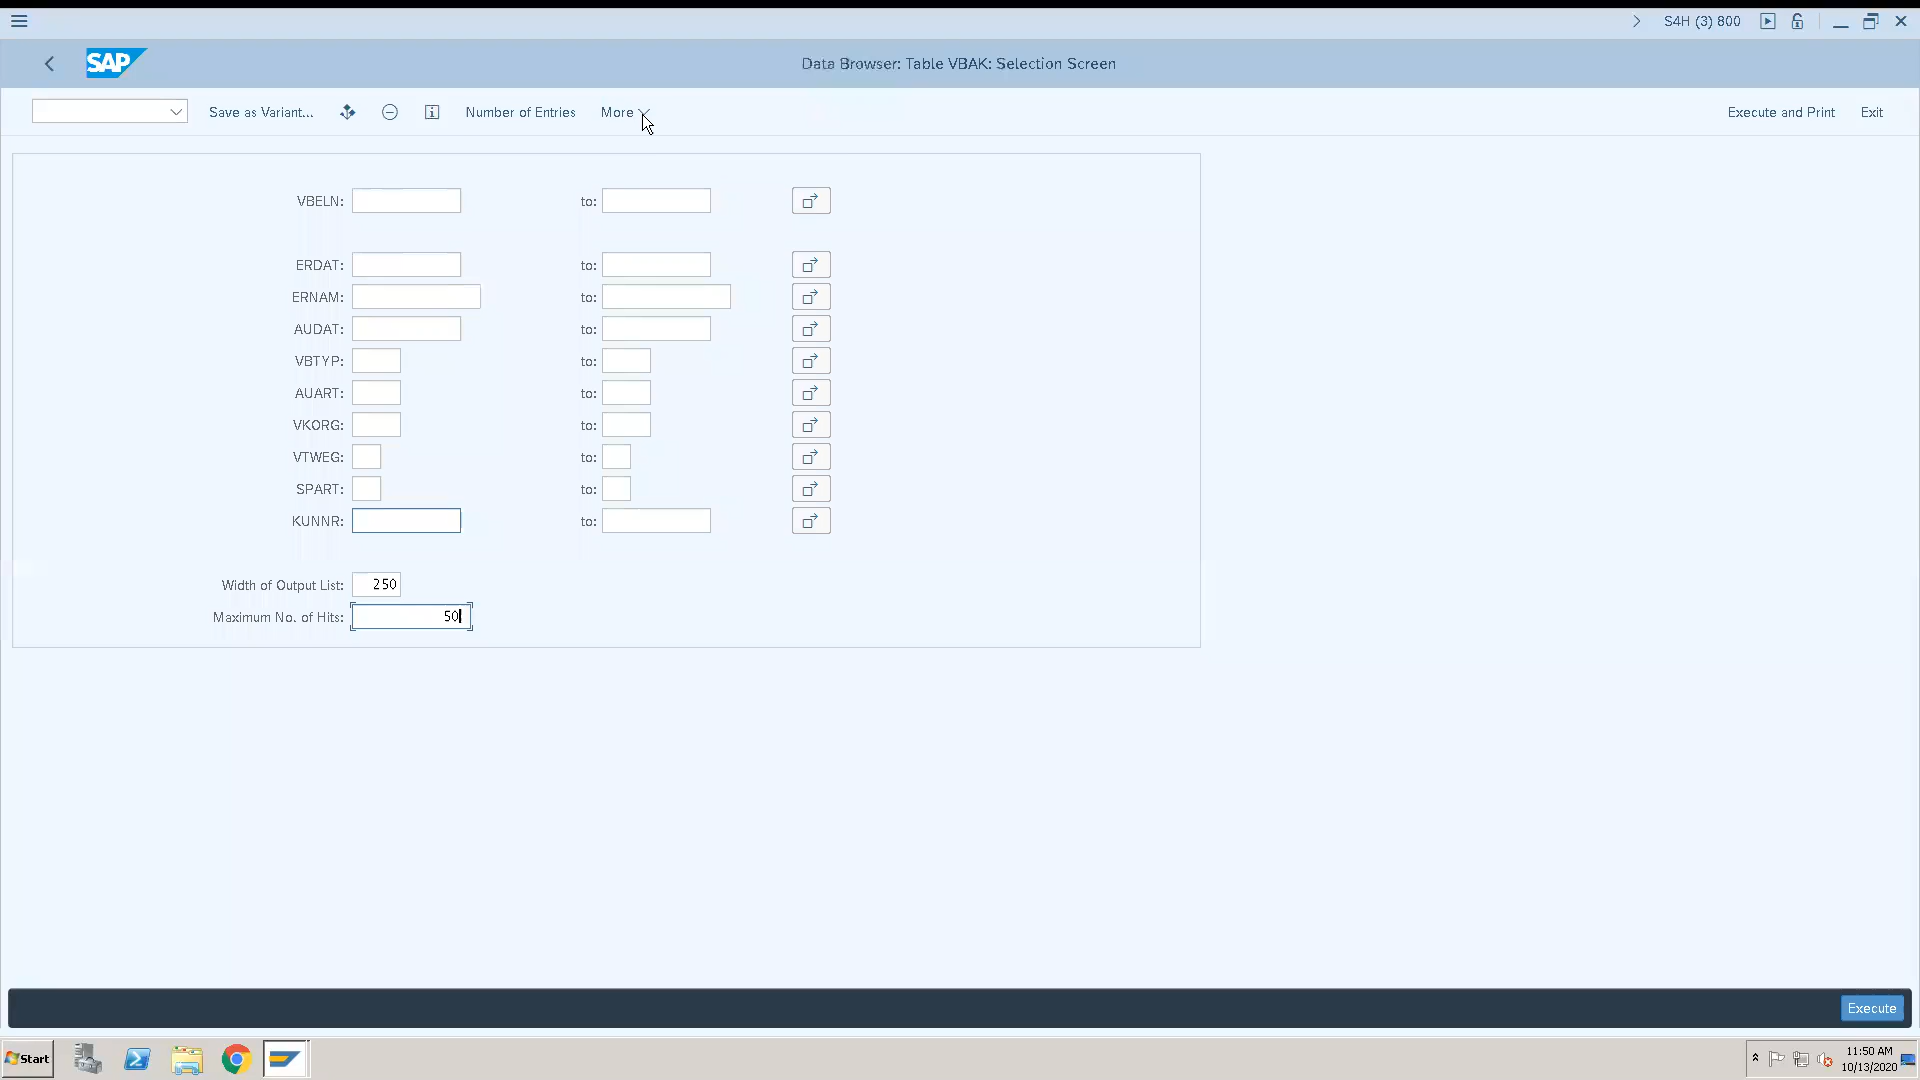 S4H (3) 800
SAP
Data Browser: Table VBAK: Selection Screen
Save as Variant... Number of Entries More Execute and Print Exit
VBELN: to:
ERDAT: to:
ERNAM: to:
AUDAT: to:
VBTYP: to:
AUART: to:
VKORG: to:
VTWEG: to:
SPART: to:
KUNNR: to:
Width of Output List: 250
Maximum No. of Hits: 50
Execute
Start
11:50 AM
10/13/2020